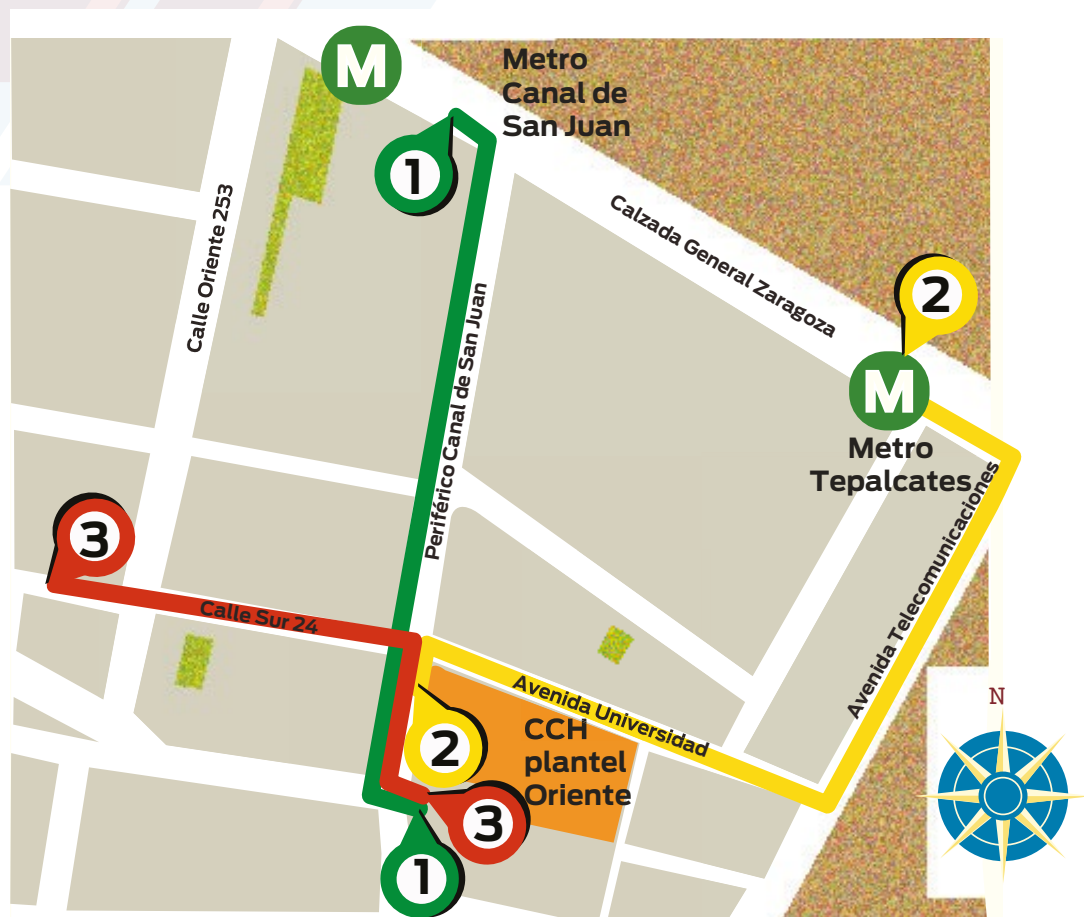 M
Metro
Canal de
San Juan
1
Calle Oriente 253
Calzada General Zaragoza
2
M
Metro
Tepalcates
Periférico Canal de San Juan
Avenida Telecomunicaciones
3
Calle Sur 24
Avenida Universidad
N
2
CCH
plantel
Oriente
3
1